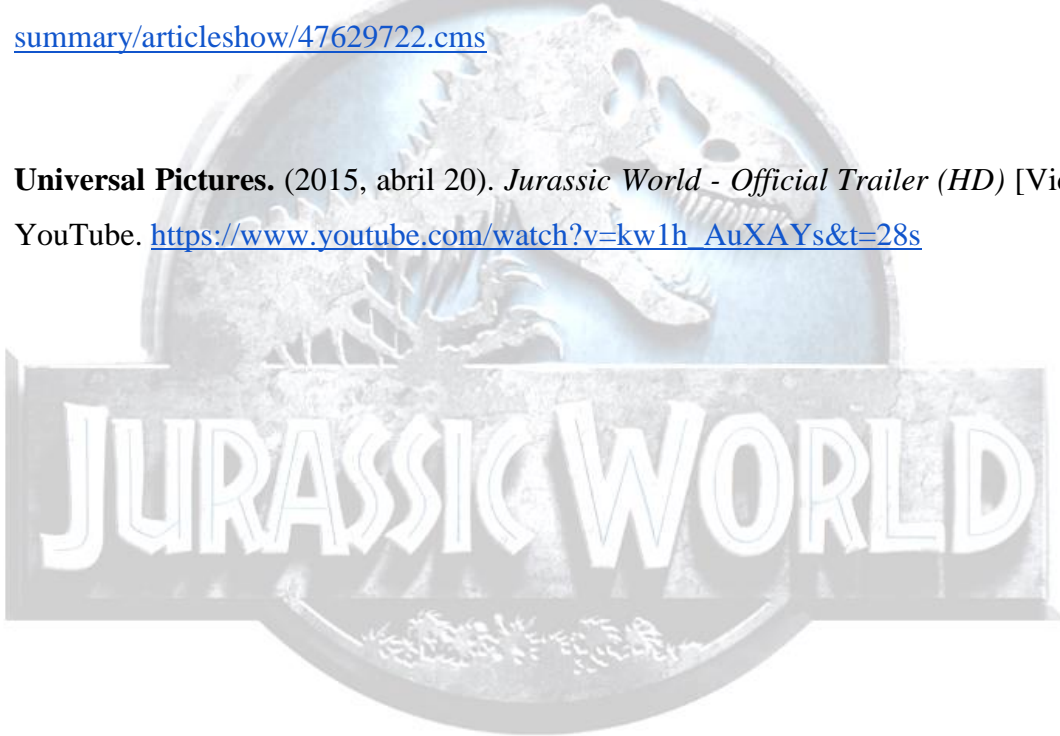 summary/articleshow/47629722.cms
Universal Pictures. (2015, abril 20). Jurassic World - Official Trailer (HD)
YouTube. https://www.youtube.com/watch?v=kw1h_AuXAYs&t=28s
JURASSIC WORLD